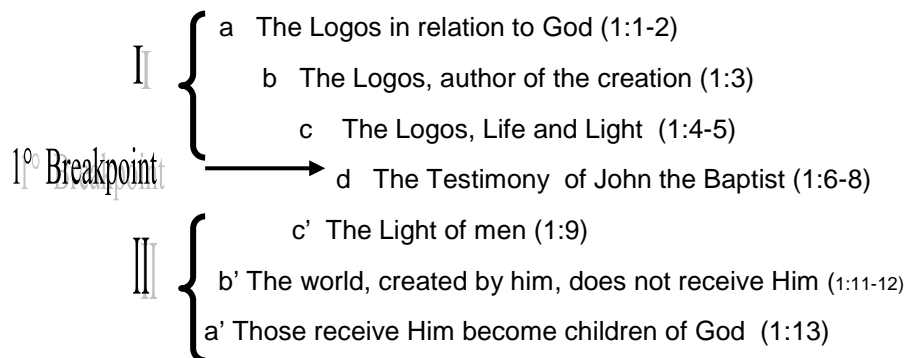 a The Logos in relation to God (1:1-2)
I
b The Logos, author of the creation (1:3)
c The Logos, Life and Light (1:4-5)
1° Breakpoint
d The Testimony of John the Baptist (1:6-8)
c’ The Light of men (1:9)
II
b’ The world, created by him, does not receive Him (1:11-12)
a’ Those receive Him become children of God (1:13)